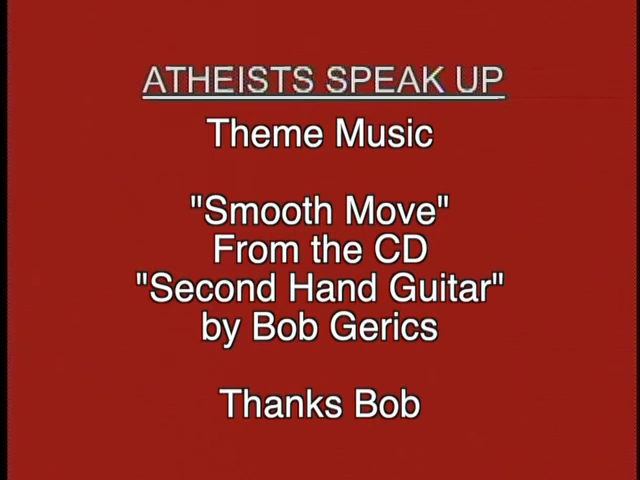 ATHEISTS SPEAK UP
Theme Music
"Smooth Move"
From the CD
"Second Hand Guitar"
by Bob Gerics
Thanks Bob